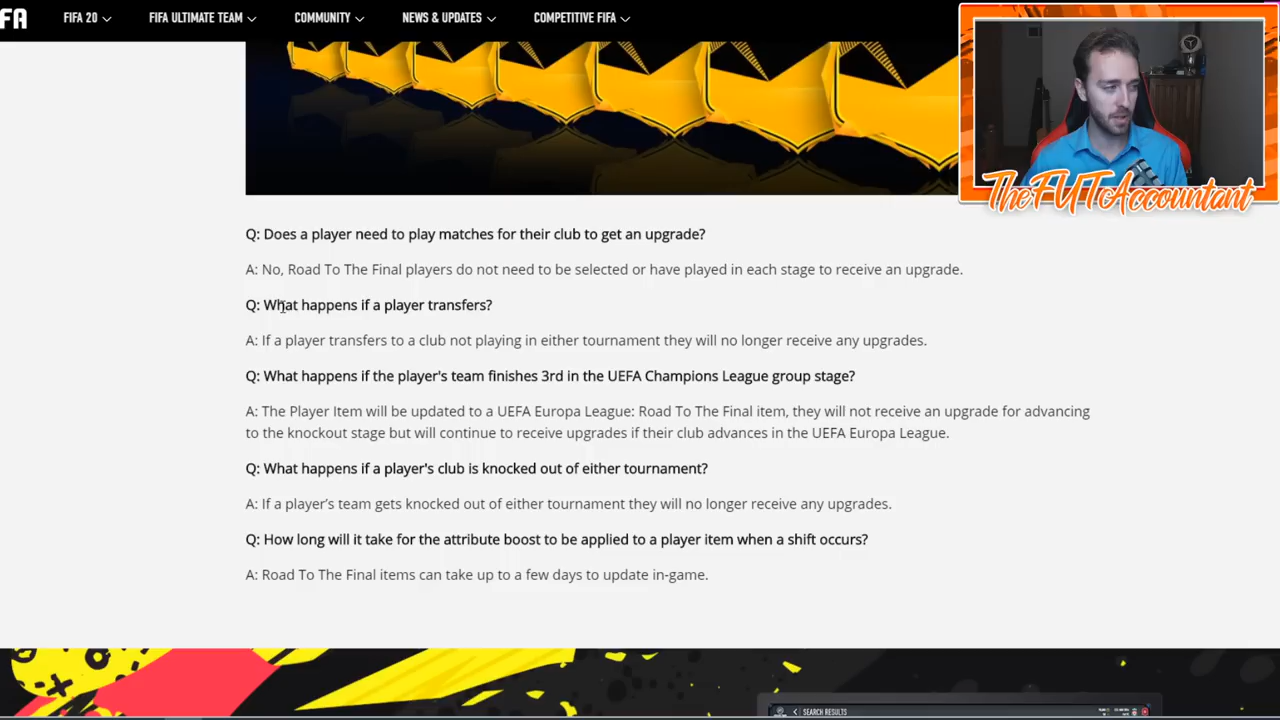 FA FIFA 20 FIFA ULTIMATE TEAM COMMUNITY NEWS & UPDATES COMPETITIVE FIFA
TheFUTAccountant
Q: Does a player need to play matches for their club to get an upgrade?
A: No, Road To The Final players do not need to be selected or have played in each stage to receive an upgrade.
Q: What happens if a player transfers?
A: If a player transfers to a club not playing in either tournament they will no longer receive any upgrades.
Q: What happens if the player's team finishes 3rd in the UEFA Champions League group stage?
A: The Player Item will be updated to a UEFA Europa League: Road To The Final item, they will not receive an upgrade for advancing
to the knockout stage but will continue to receive upgrades if their club advances in the UEFA Europa League.
Q: What happens if a player's club is knocked out of either tournament?
A: If a player’s team gets knocked out of either tournament they will no longer receive any upgrades.
Q: How long will it take for the attribute boost to be applied to a player item when a shift occurs?
A: Road To The Final items can take up to a few days to update in-game.
SEARCH RESULTS